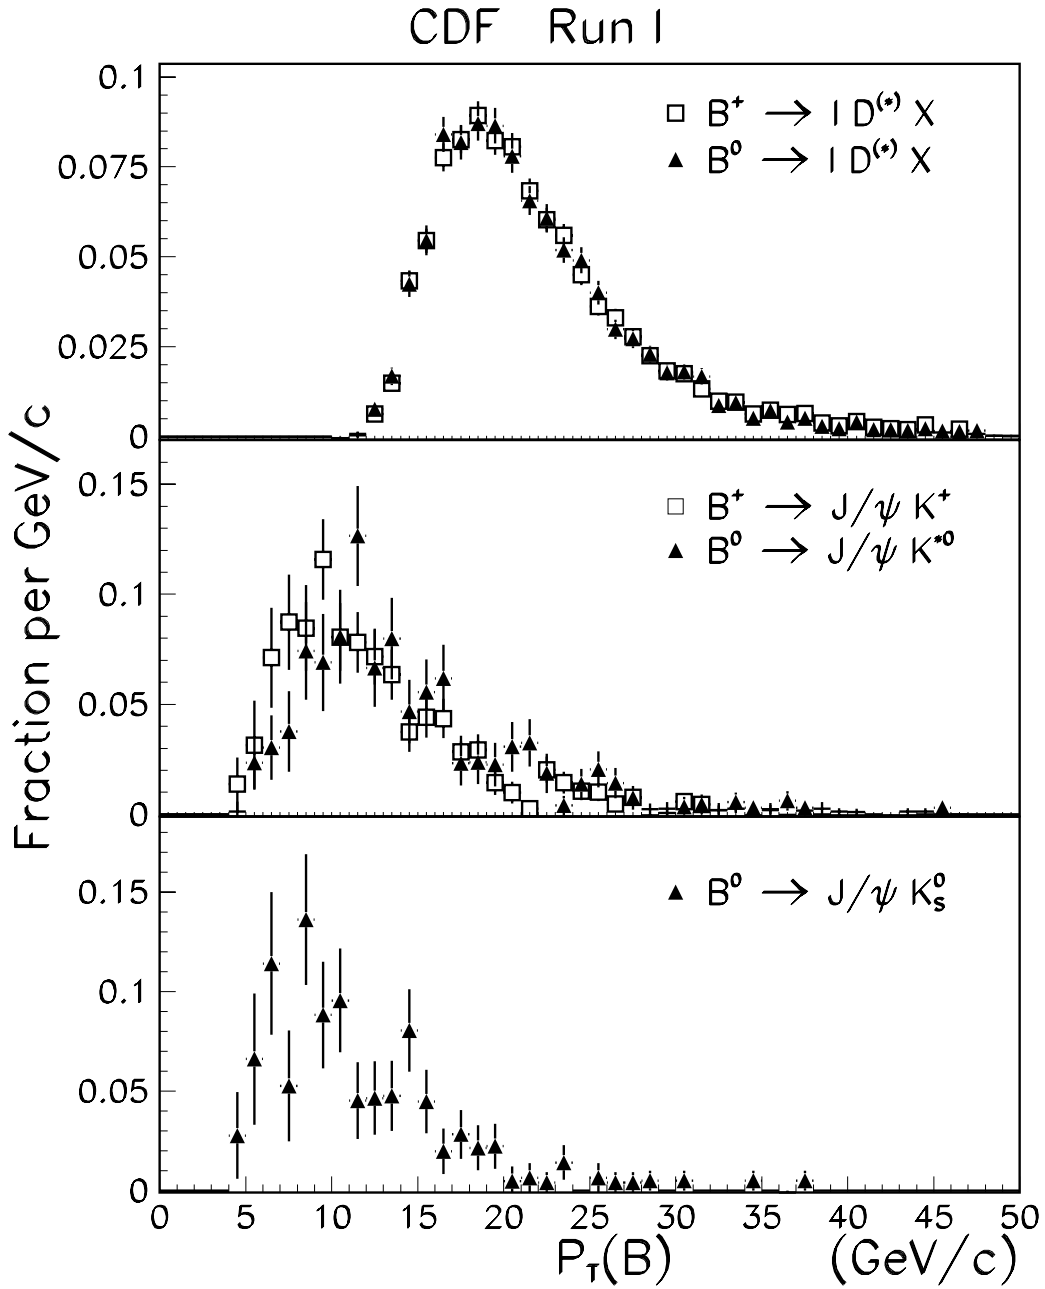 CDF Run I
0.1
0.075
0.05
0.025
0
B⁺ → l D⁽*⁾ X
B⁰ → l D⁽*⁾ X
Fraction per GeV/c
0.15
0.1
0.05
0
B⁺ → J/ψ K⁺
B⁰ → J/ψ K*⁰
0.15
0.1
0.05
0
B⁰ → J/ψ K⁰s
0 5 10 15 20 25 30 35 40 45 50
P_T(B) (GeV/c)